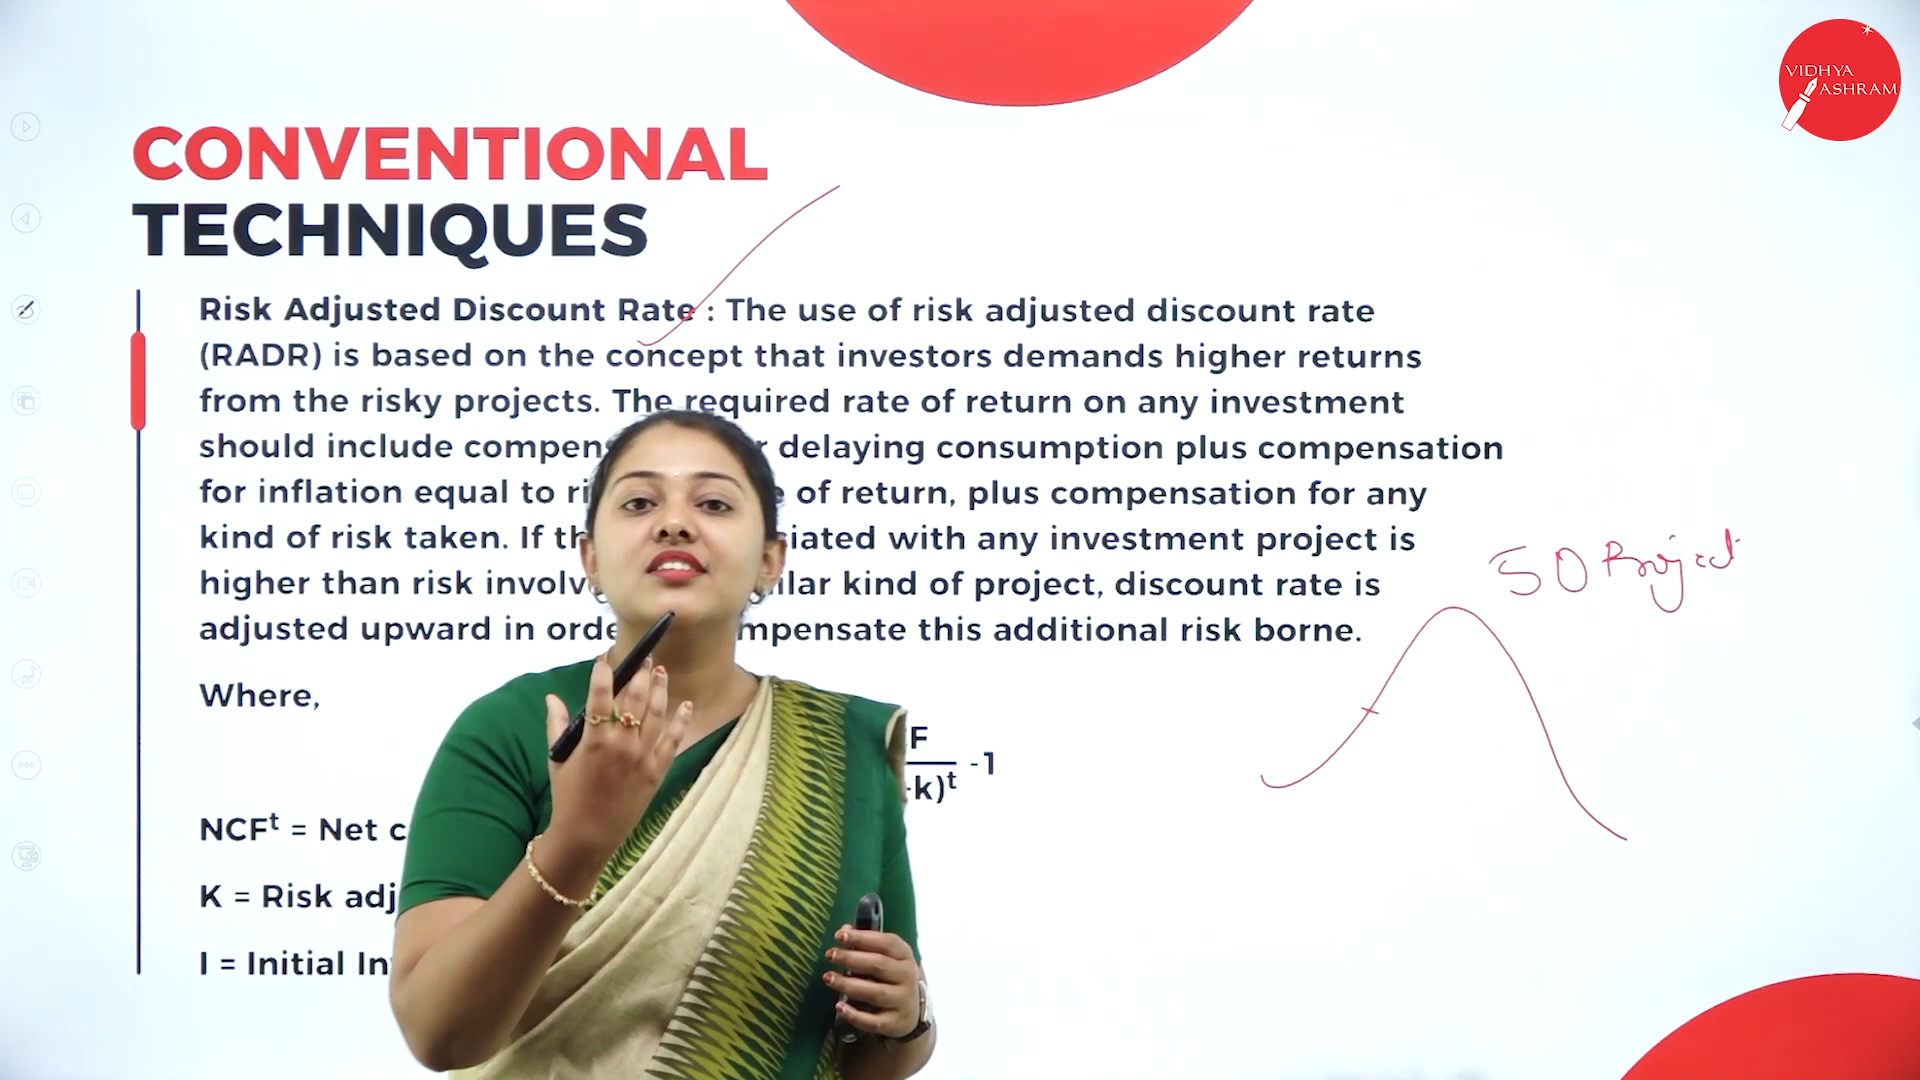 VIDHYA
ASHRAM
CONVENTIONAL
TECHNIQUES
Risk Adjusted Discount Rate : The use of risk adjusted discount rate
(RADR) is based on the concept that investors demands higher returns
from the risky projects. The required rate of return on any investment
should include compen delaying consumption plus compensation
for inflation equal to ri of return, plus compensation for any
kind of risk taken. If th ciated with any investment project is
higher than risk involv ilar kind of project, discount rate is
adjusted upward in orde mpensate this additional risk borne.
50 Project
Where,
F
k)ᵗ -1
NCFᵗ = Net c
K = Risk adj
I = Initial In